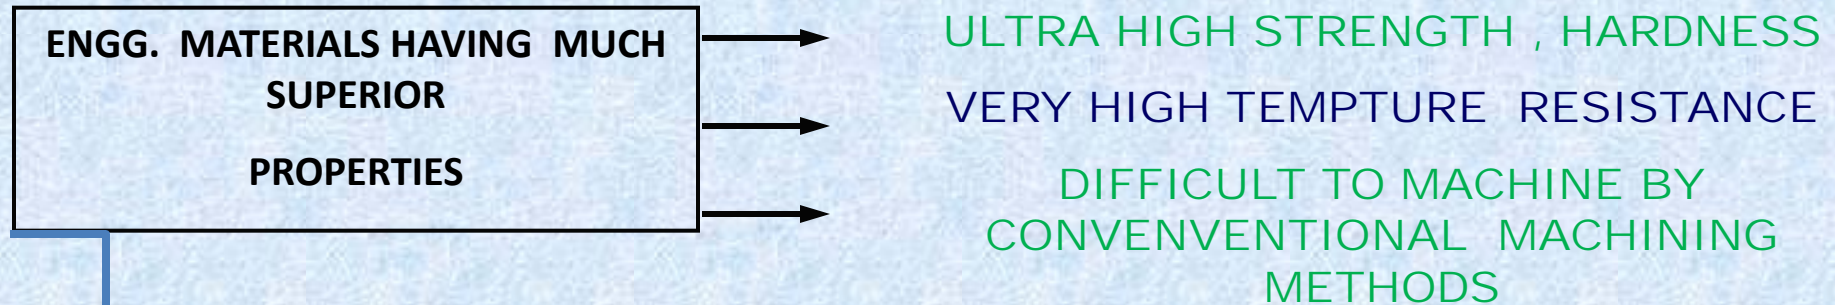 ENGG. MATERIALS HAVING MUCH
SUPERIOR
PROPERTIES
ULTRA HIGH STRENGTH , HARDNESS
VERY HIGH TEMPTURE RESISTANCE
DIFFICULT TO MACHINE BY
CONVENVENTIONAL MACHINING
METHODS